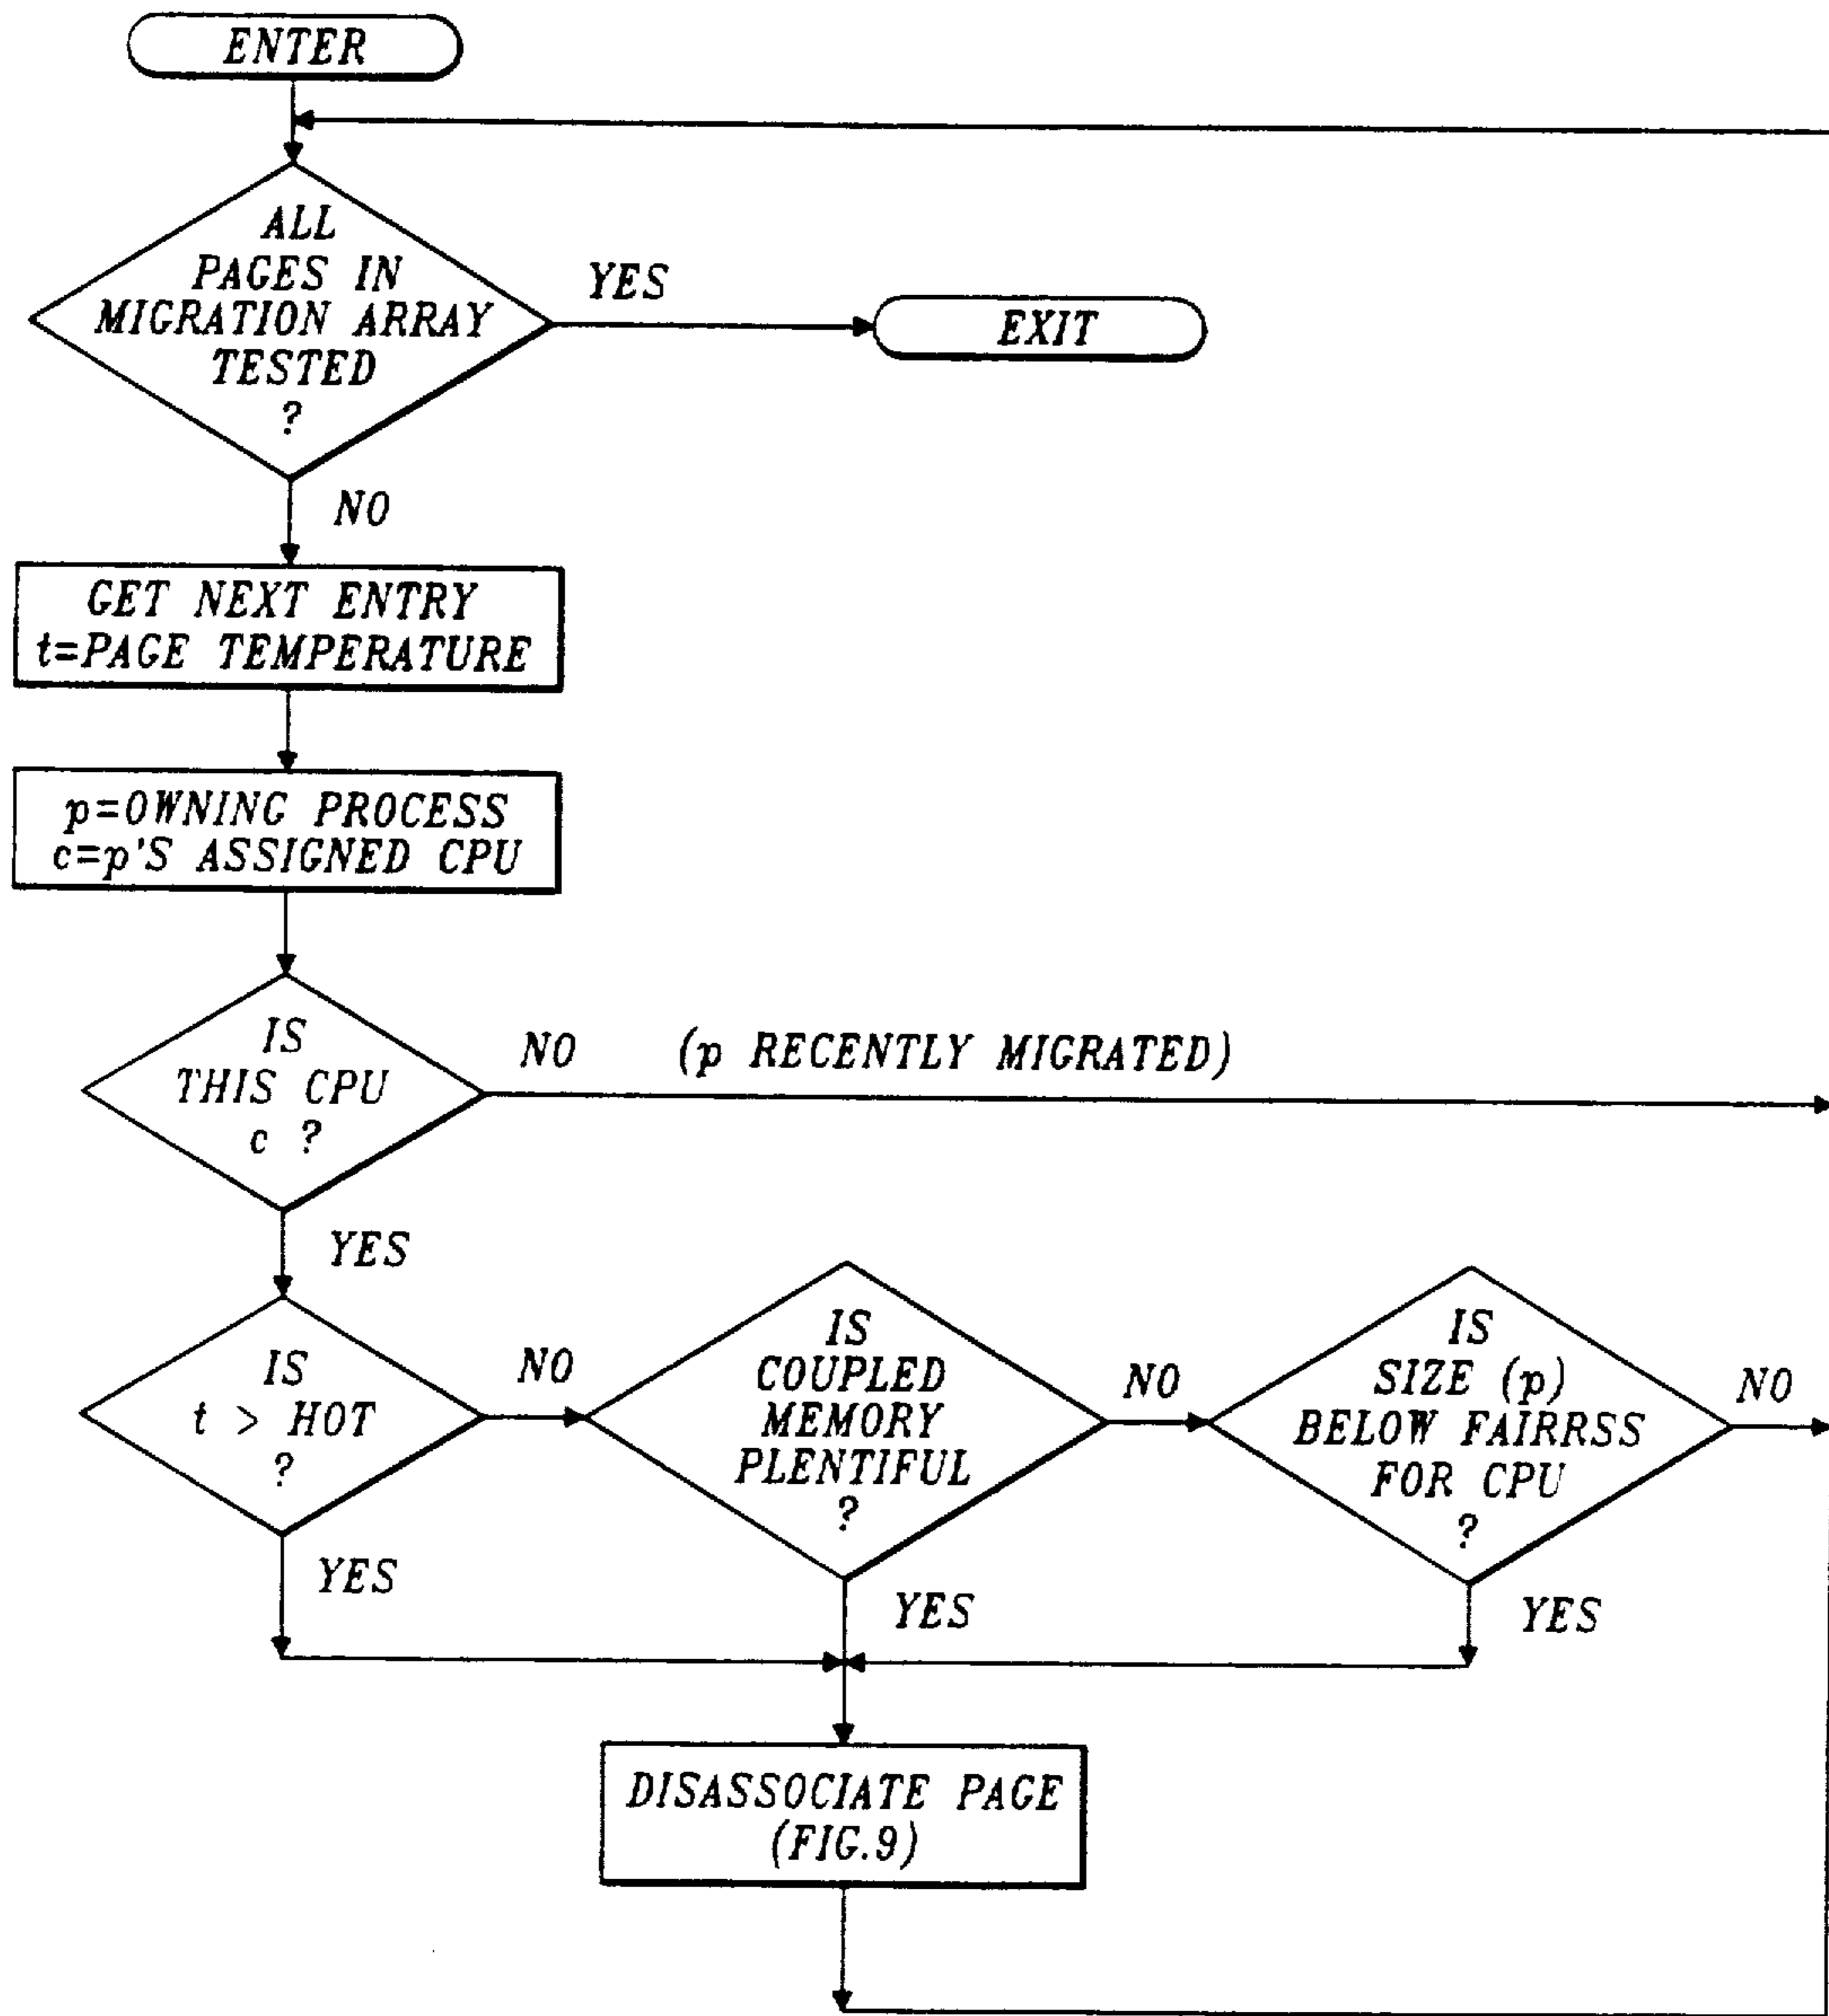 ENTER
ALL
PAGES IN
MIGRATION ARRAY
TESTED
?
YES
EXIT
NO
GET NEXT ENTRY
t=PAGE TEMPERATURE
p=OWNING PROCESS
c=p'S ASSIGNED CPU
IS
THIS CPU
c ?
NO (p RECENTLY MIGRATED)
YES
IS
t > HOT
?
NO
YES
IS
COUPLED
MEMORY
PLENTIFUL
?
NO
YES
IS
SIZE (p)
BELOW FAIRRSS
FOR CPU
?
NO
YES
DISASSOCIATE PAGE
(FIG.9)